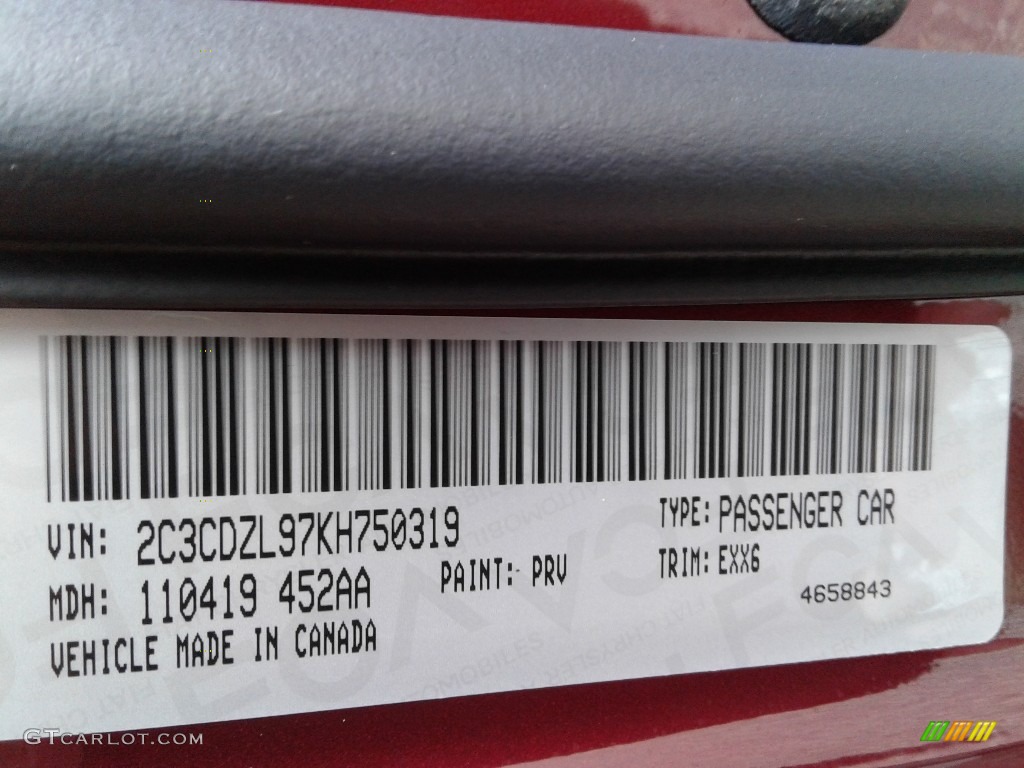 VIN: 2C3CDZL97KH750319
TYPE: PASSENGER CAR
MDH: 110419 452AA
PAINT: PRV
TRIM: EXX6
4658843
VEHICLE MADE IN CANADA
GTCARLOT.COM